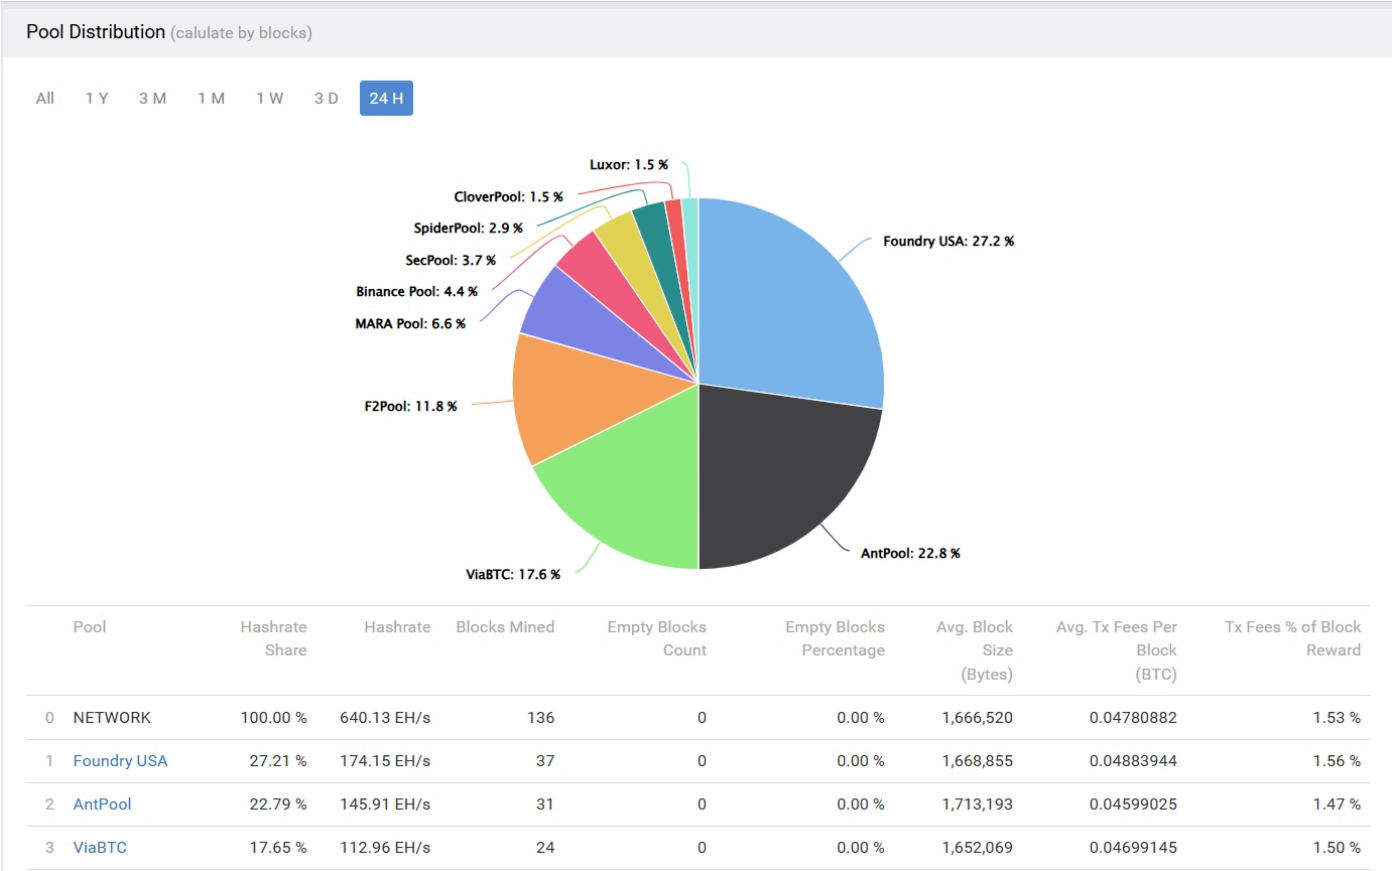 Pool Distribution (calulate by blocks)
All 1 Y 3 M 1 M 1 W 3 D 24 H
Luxor: 1.5 %
CloverPool: 1.5 %
SpiderPool: 2.9 %
Foundry USA: 27.2 %
SecPool: 3.7 %
Binance Pool: 4.4 %
MARA Pool: 6.6 %
F2Pool: 11.8 %
AntPool: 22.8 %
ViaBTC: 17.6 %
Pool Hashrate Hashrate Blocks Mined Empty Blocks Empty Blocks Avg. Block Avg. Tx Fees Per Tx Fees % of Block
Share Count Percentage Size Block Reward
(Bytes) (BTC)
0 NETWORK 100.00 % 640.13 EH/s 136 0 0.00 % 1,666,520 0.04780882 1.53 %
1 Foundry USA 27.21 % 174.15 EH/s 37 0 0.00 % 1,668,855 0.04883944 1.56 %
2 AntPool 22.79 % 145.91 EH/s 31 0 0.00 % 1,713,193 0.04599025 1.47 %
3 ViaBTC 17.65 % 112.96 EH/s 24 0 0.00 % 1,652,069 0.04699145 1.50 %